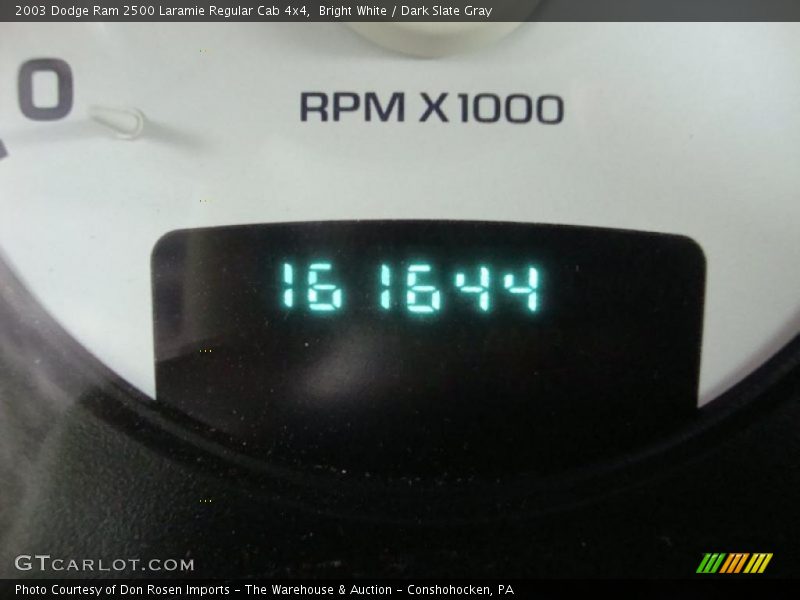 2003 Dodge Ram 2500 Laramie Regular Cab 4x4,  Bright White / Dark Slate Gray
0
RPM X1000
161644
GTCARLOT.COM
Photo Courtesy of Don Rosen Imports - The Warehouse & Auction - Conshohocken, PA